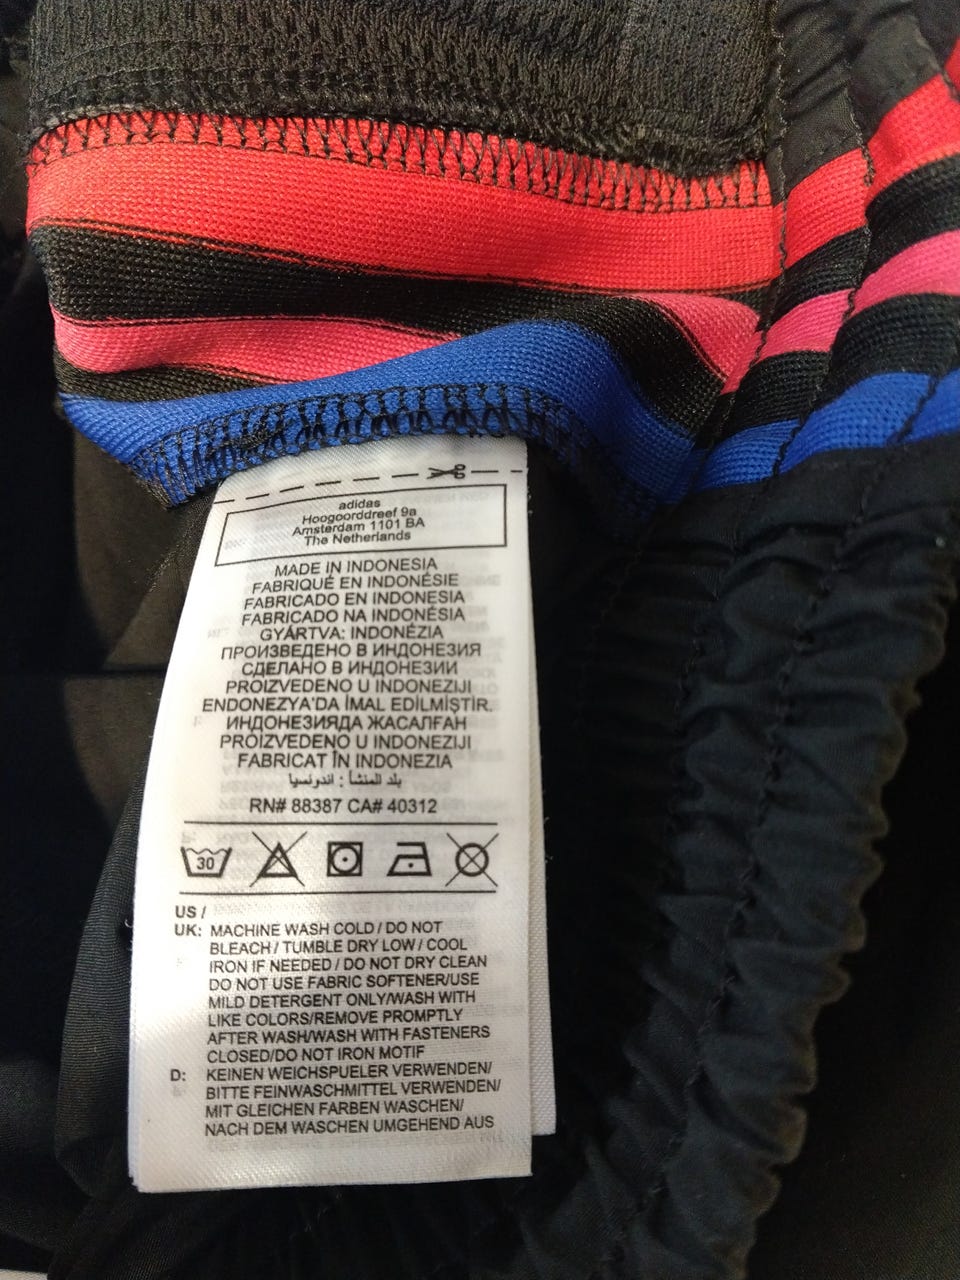 adidas
Hoogoorddreef 9a
Amsterdam 1101 BA
The Netherlands
MADE IN INDONESIA
FABRIQUÉ EN INDONÉSIE
FABRICADO EN INDONESIA
FABRICADO NA INDONÉSIA
GYÁRTVA: INDONÉZIA
ПРОИЗВЕДЕНО В ИНДОНЕЗИЯ
СДЕЛАНО В ИНДОНЕЗИИ
PROIZVEDENO U INDONEZIJI
ENDONEZYA'DA İMAL EDİLMİŞTİR.
ИНДОНЕЗИЯДА ЖАСАЛҒАН
PROIZVEDENO U INDONEZIJI
FABRICAT ÎN INDONEZIA
بلد المنشأ : اندونسيا
RN# 88387 CA# 40312
30
US /
UK: MACHINE WASH COLD / DO NOT
BLEACH / TUMBLE DRY LOW / COOL
IRON IF NEEDED / DO NOT DRY CLEAN
DO NOT USE FABRIC SOFTENER/USE
MILD DETERGENT ONLY/WASH WITH
LIKE COLORS/REMOVE PROMPTLY
AFTER WASH/WASH WITH FASTENERS
CLOSED/DO NOT IRON MOTIF
D: KEINEN WEICHSPUELER VERWENDEN/
BITTE FEINWASCHMITTEL VERWENDEN/
MIT GLEICHEN FARBEN WASCHEN/
NACH DEM WASCHEN UMGEHEND AUS